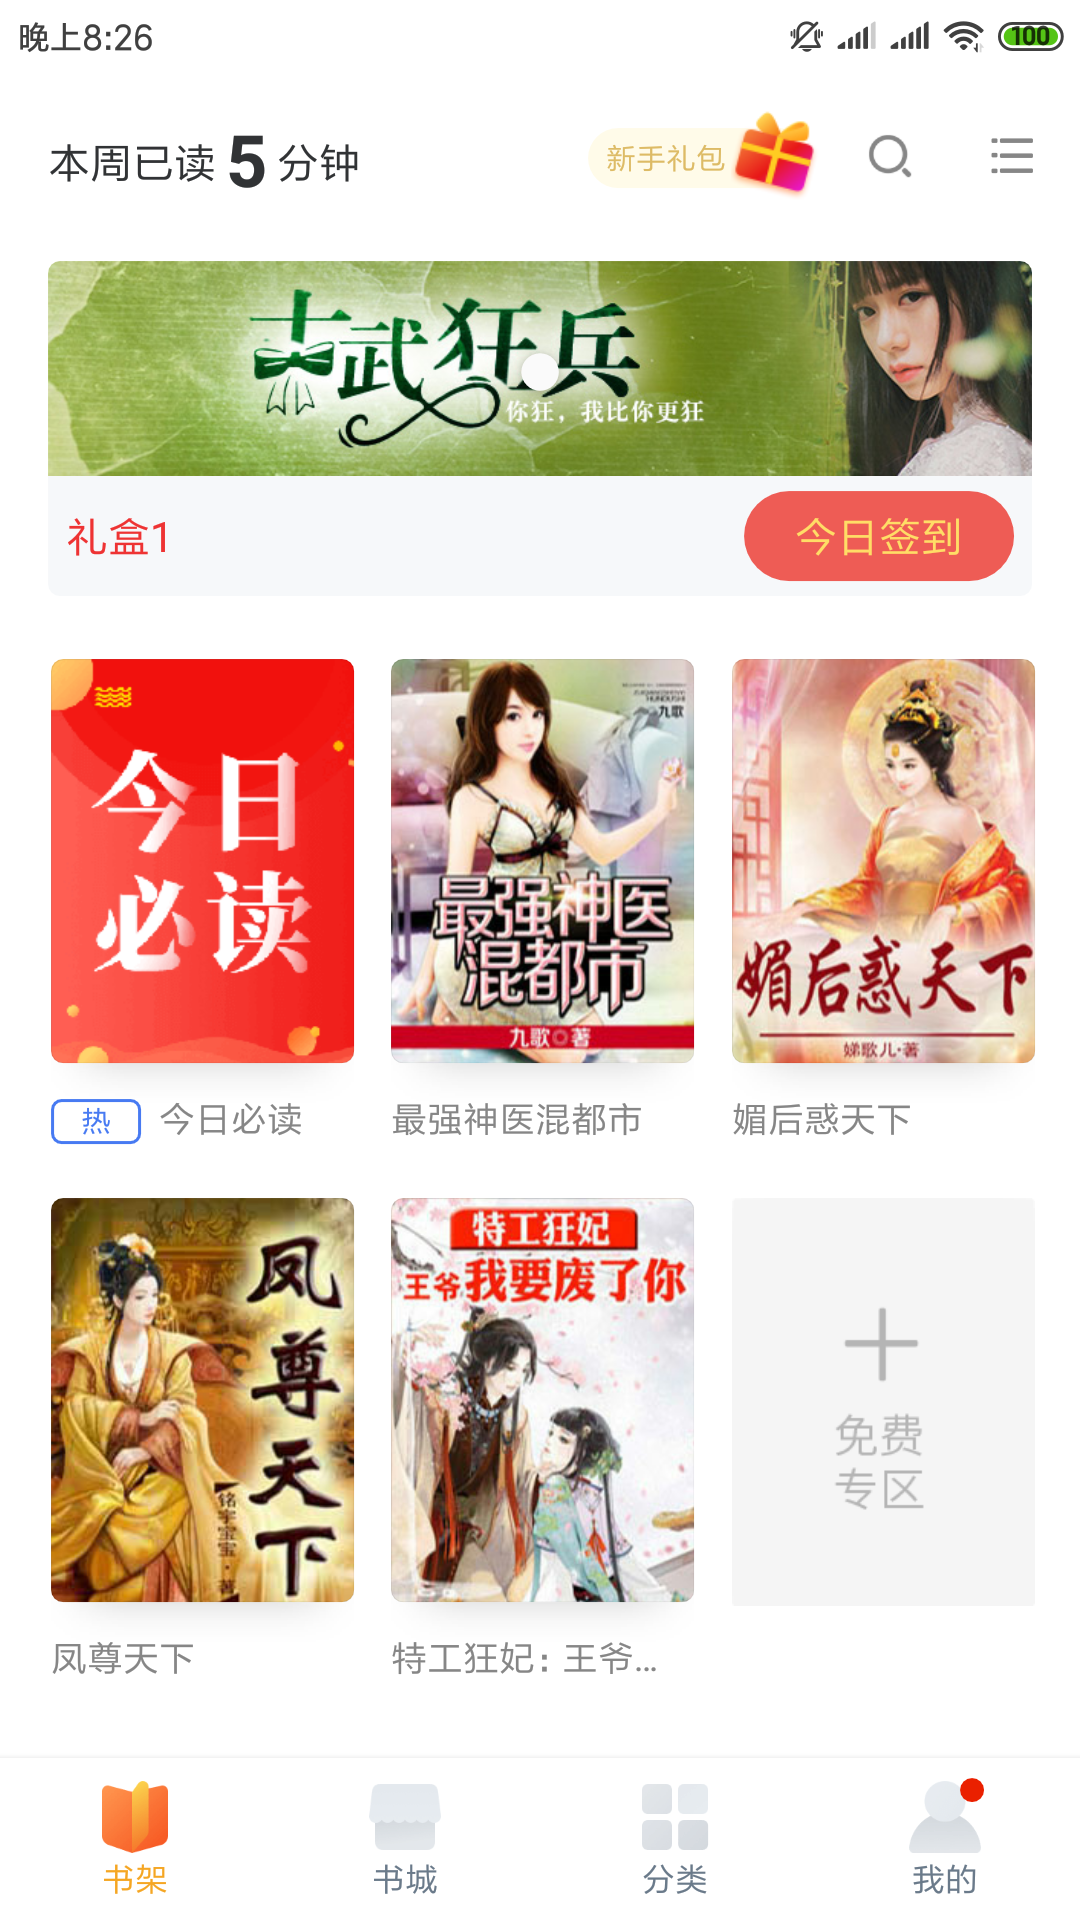 晚上8:26
100
本周已读 5 分钟
新手礼包
古武狂兵
你狂，我比你更狂
礼盒1
今日签到
今日
必读
九歌
最强神医
混都市
九歌◎著
媚后惑天下
娣歌儿·著
热 今日必读
最强神医混都市
媚后惑天下
凤尊天下
铭宇宝宝·著
特工狂妃
王爷我要废了你
免费
专区
凤尊天下
特工狂妃：王爷...
书架
书城
分类
我的